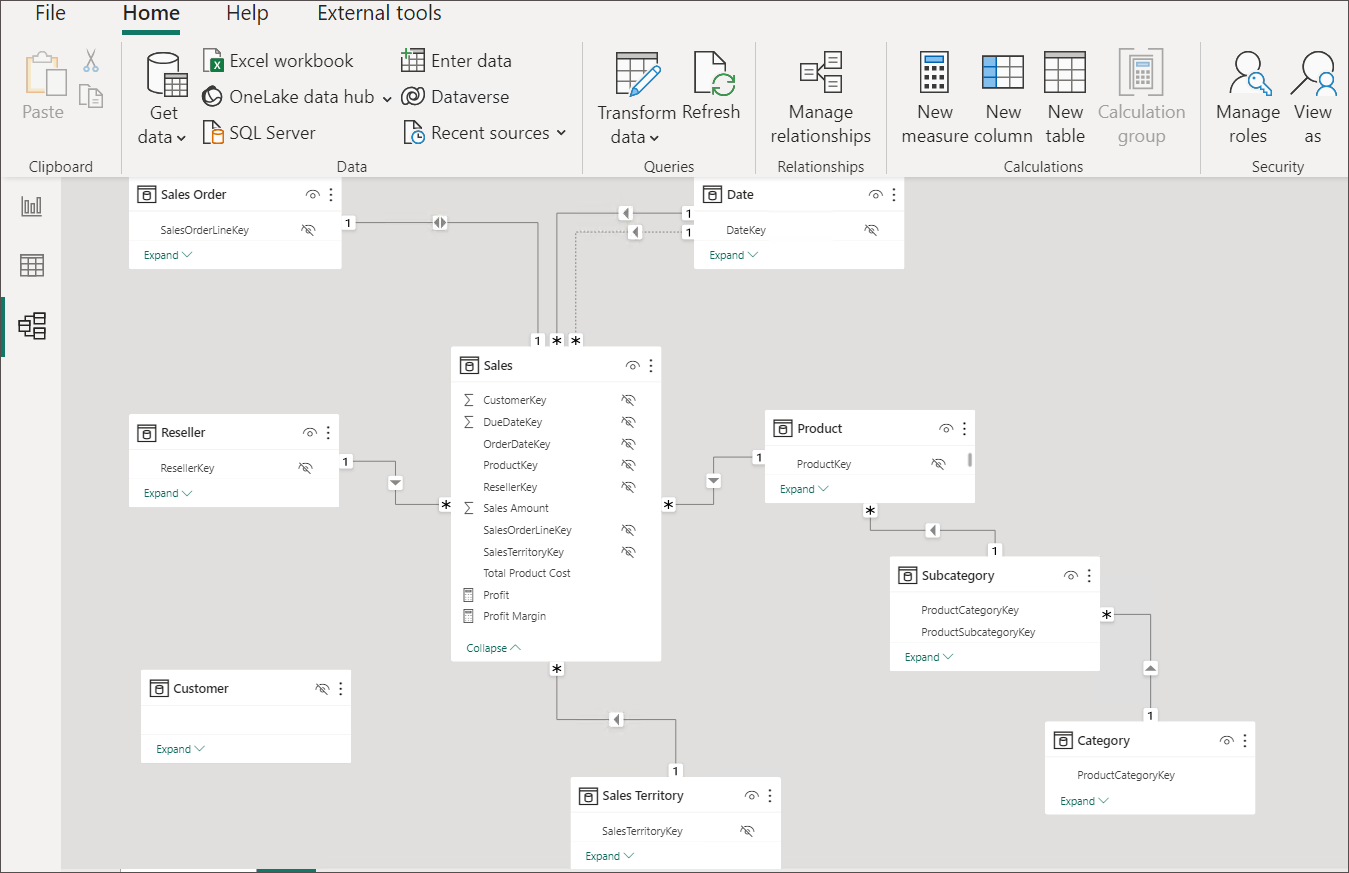 File Home Help External tools
Paste
Clipboard
Get data
Excel workbook
OneLake data hub
SQL Server
Enter data
Dataverse
Recent sources
Data
Transform data
Refresh
Queries
Manage relationships
Relationships
New measure
New column
New table
Calculation group
Calculations
Manage roles
View as
Security
Sales Order
SalesOrderLineKey
Expand
1
Date
DateKey
Expand
1
1
1 * *
Sales
CustomerKey
DueDateKey
OrderDateKey
ProductKey
ResellerKey
Sales Amount
SalesOrderLineKey
SalesTerritoryKey
Total Product Cost
Profit
Profit Margin
Collapse
Reseller
ResellerKey
Expand
1
*
Product
ProductKey
Expand
1
*
*
1
Subcategory
ProductCategoryKey
ProductSubcategoryKey
Expand
*
1
Category
ProductCategoryKey
Expand
Customer
Expand
*
1
Sales Territory
SalesTerritoryKey
Expand